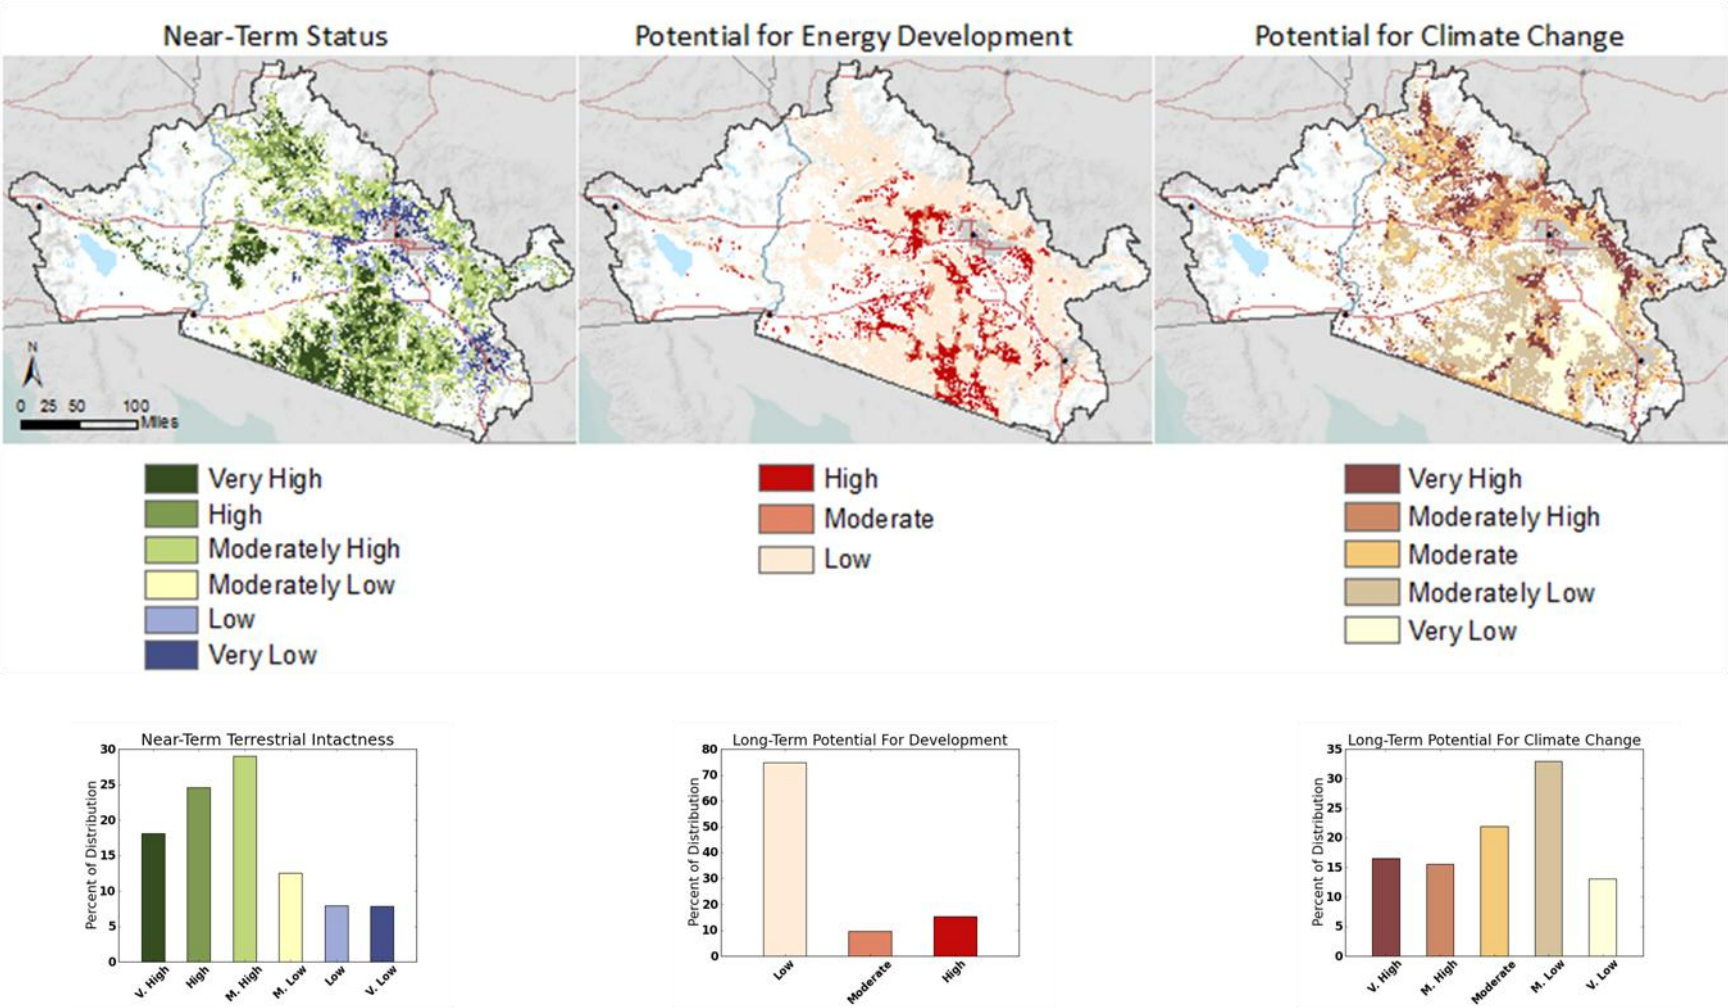 Near-Term Status
Potential for Energy Development
Potential for Climate Change
N
0 25 50 100
Miles
Very High
High
Moderately High
Moderately Low
Low
Very Low
High
Moderate
Low
Very High
Moderately High
Moderate
Moderately Low
Very Low
Near-Term Terrestrial Intactness
Percent of Distribution
30
25
20
15
10
5
0
V. High
High
M. High
M. Low
Low
V. Low
Long-Term Potential For Development
Percent of Distribution
80
70
60
50
40
30
20
10
0
Low
Moderate
High
Long-Term Potential For Climate Change
Percent of Distribution
35
30
25
20
15
10
5
0
V. High
M. High
Moderate
M. Low
V. Low